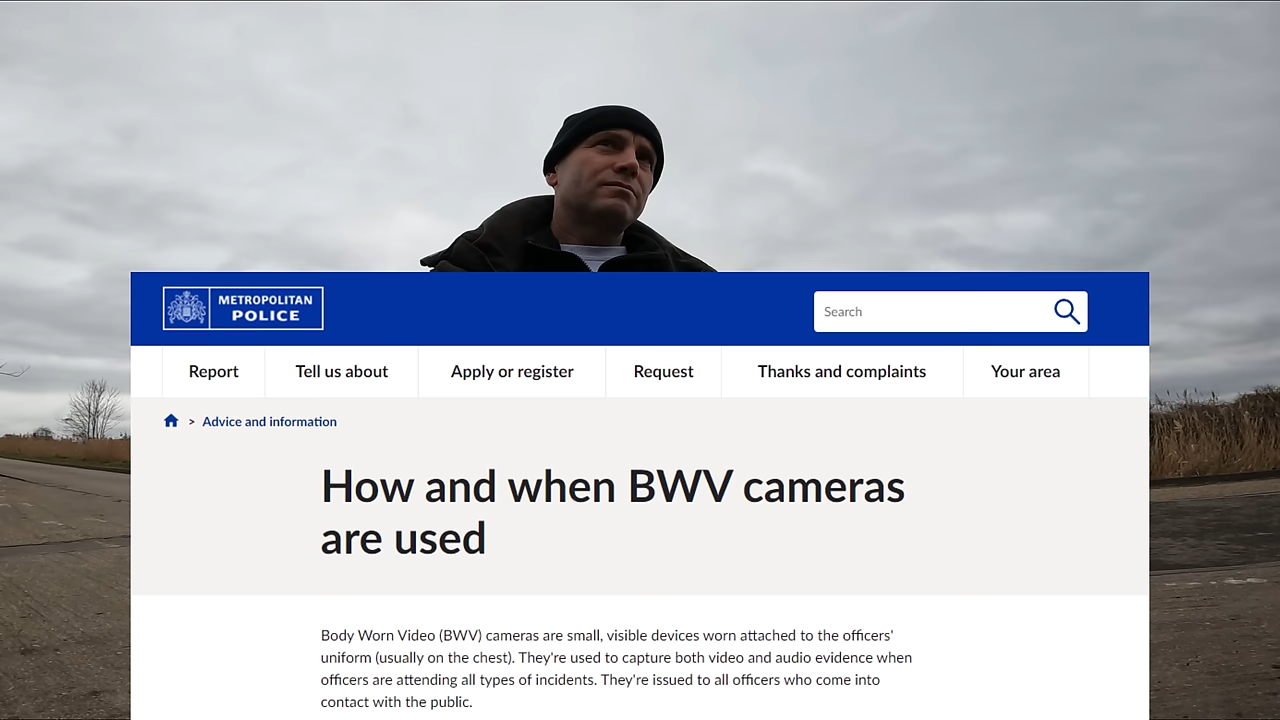 METROPOLITAN
POLICE
Search
Report
Tell us about
Apply or register
Request
Thanks and complaints
Your area
> Advice and information
How and when BWV cameras
are used
Body Worn Video (BWV) cameras are small, visible devices worn attached to the officers'
uniform (usually on the chest). They're used to capture both video and audio evidence when
officers are attending all types of incidents. They're issued to all officers who come into
contact with the public.